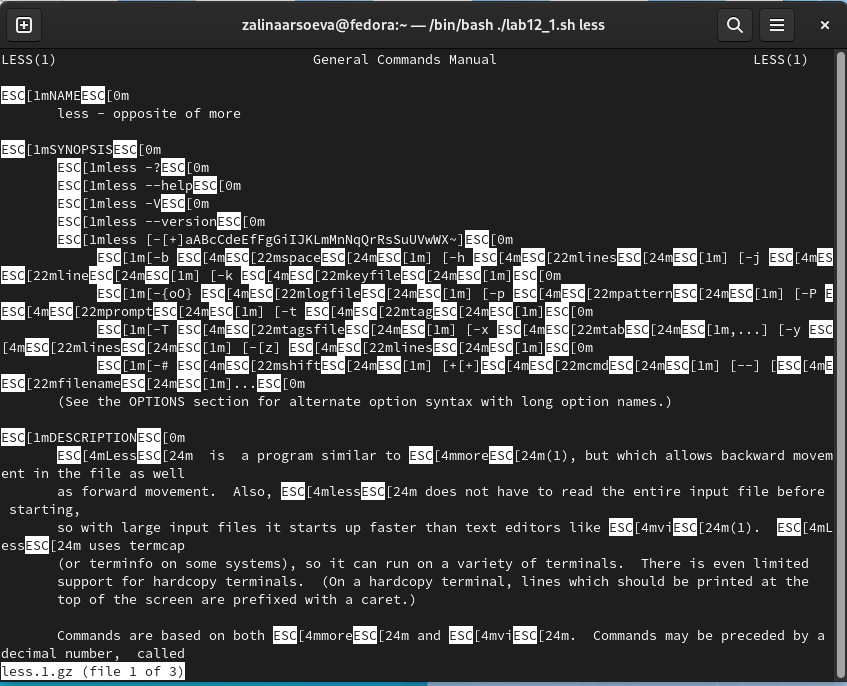 zalinaarsoeva@fedora:~ — /bin/bash ./lab12_1.sh less
LESS(1)                                General Commands Manual                                LESS(1)
ESC[1mNAMEESC[0m
       less - opposite of more
ESC[1mSYNOPSISESC[0m
       ESC[1mless -?ESC[0m
       ESC[1mless --helpESC[0m
       ESC[1mless -VESC[0m
       ESC[1mless --versionESC[0m
       ESC[1mless [-[+]aABcCdeEfFgGiIJKLmMnNqQrRsSuUVwWX~]ESC[0m
            ESC[1m[-b ESC[4mESC[22mspaceESC[24mESC[1m] [-h ESC[4mESC[22mlinesESC[24mESC[1m] [-j ESC[4mES
ESC[22mlineESC[24mESC[1m] [-k ESC[4mESC[22mkeyfileESC[24mESC[1m]ESC[0m
            ESC[1m[-{oO} ESC[4mESC[22mlogfileESC[24mESC[1m] [-p ESC[4mESC[22mpatternESC[24mESC[1m] [-P E
ESC[4mESC[22mpromptESC[24mESC[1m] [-t ESC[4mESC[22mtagESC[24mESC[1m]ESC[0m
            ESC[1m[-T ESC[4mESC[22mtagsfileESC[24mESC[1m] [-x ESC[4mESC[22mtabESC[24mESC[1m,...] [-y ESC
[4mESC[22mlinesESC[24mESC[1m] [-[z] ESC[4mESC[22mlinesESC[24mESC[1m]ESC[0m
            ESC[1m[-# ESC[4mESC[22mshiftESC[24mESC[1m] [+[+]ESC[4mESC[22mcmdESC[24mESC[1m] [--] [ESC[4mE
ESC[22mfilenameESC[24mESC[1m]...ESC[0m
       (See the OPTIONS section for alternate option syntax with long option names.)
ESC[1mDESCRIPTIONESC[0m
       ESC[4mLessESC[24m  is  a program similar to ESC[4mmoreESC[24m(1), but which allows backward movem
ent in the file as well
       as forward movement.  Also, ESC[4mlessESC[24m does not have to read the entire input file before
 starting,
       so with large input files it starts up faster than text editors like ESC[4mviESC[24m(1).  ESC[4mL
essESC[24m uses termcap
       (or terminfo on some systems), so it can run on a variety of terminals.  There is even limited
       support for hardcopy terminals.  (On a hardcopy terminal, lines which should be printed at the
       top of the screen are prefixed with a caret.)
       Commands are based on both ESC[4mmoreESC[24m and ESC[4mviESC[24m.  Commands may be preceded by a
decimal number,  called
less.1.gz (file 1 of 3)